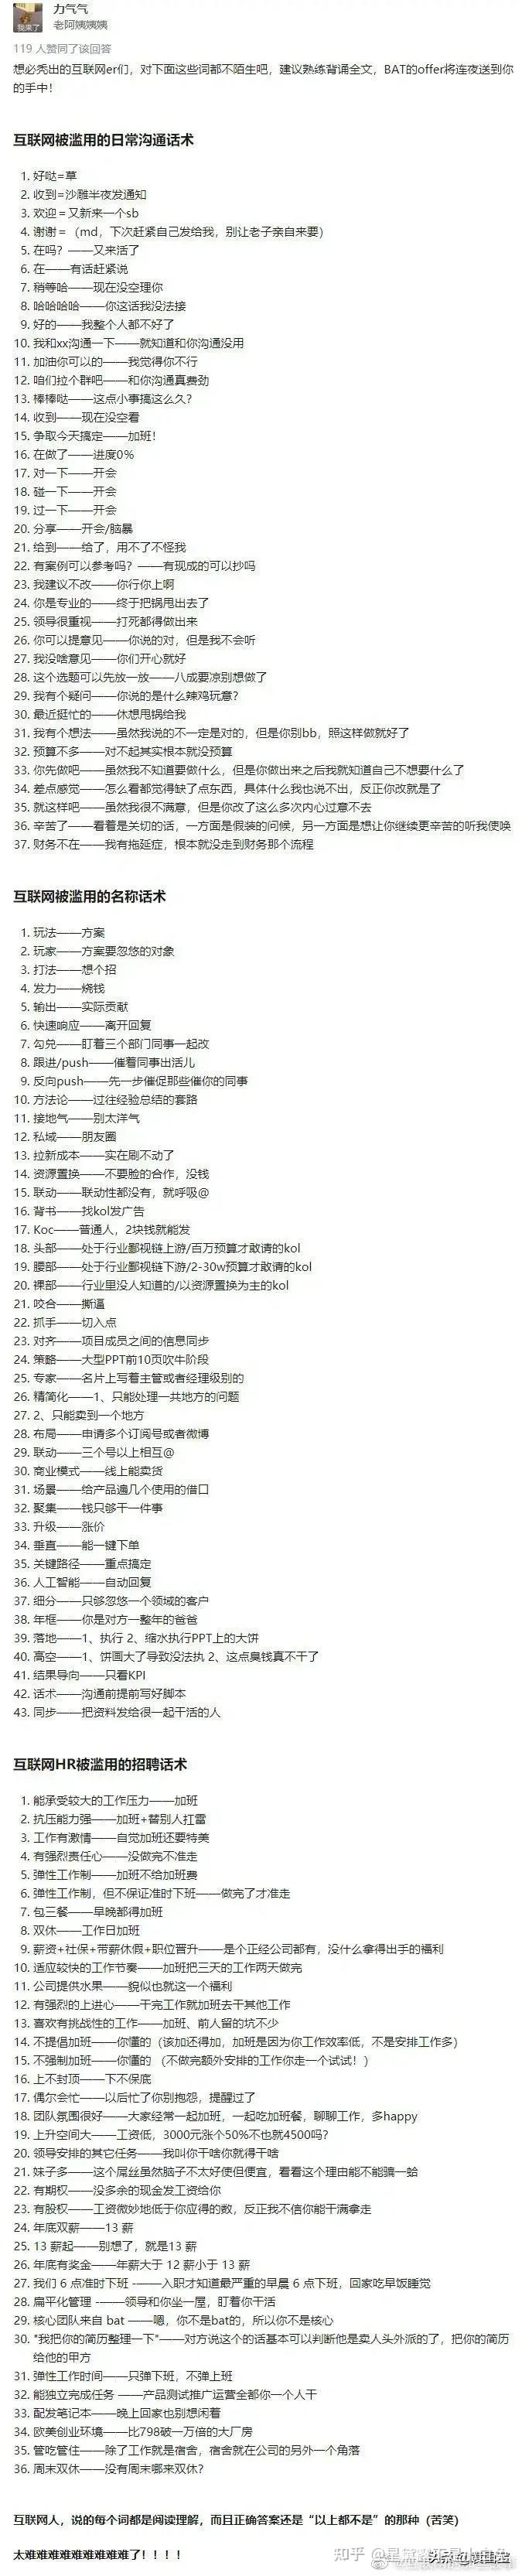 我来了
力气气
老阿姨姨姨
119 人赞同了该回答
想必秃出的互联网er们，对下面这些词都不陌生吧，建议熟练背诵全文，BAT的offer将连夜送到你
的手中！
互联网被滥用的日常沟通话术
1. 好哒=草
2. 收到=沙雕半夜发通知
3. 欢迎＝又新来一个sb
4. 谢谢＝（md，下次赶紧自己发给我，别让老子亲自来要）
5. 在吗？——又来活了
6. 在——有话赶紧说
7. 稍等哈——现在没空理你
8. 哈哈哈哈——你这话我没法接
9. 好的——我整个人都不好了
10. 我和xx沟通一下——就知道和你沟通没用
11. 加油你可以的——我觉得你不行
12. 咱们拉个群吧——和你沟通真费劲
13. 棒棒哒——这点小事搞这么久？
14. 收到——现在没空看
15. 争取今天搞定——加班！
16. 在做了——进度0%
17. 对一下——开会
18. 碰一下——开会
19. 过一下——开会
20. 分享——开会/脑暴
21. 给到——给了，用不了不怪我
22. 有案例可以参考吗？——有现成的可以抄吗
23. 我建议不改——你行你上啊
24. 你是专业的——终于把锅甩出去了
25. 领导很重视——打死都得做出来
26. 你可以提意见——你说的对，但是我不会听
27. 我没啥意见——你们开心就好
28. 这个选题可以先放一放——八成要凉别想做了
29. 我有个疑问——你说的是什么辣鸡玩意？
30. 最近挺忙的——休想甩锅给我
31. 我有个想法——虽然我说的不一定是对的，但是你别bb，照这样做就好了
32. 预算不多——对不起其实根本就没预算
33. 你先做吧——虽然我不知道要做什么，但是你做出来之后我就知道自己不想要什么了
34. 差点感觉——怎么看都觉得缺了点东西，具体什么我也说不出，反正你改就是了
35. 就这样吧——虽然我很不满意，但是你改了这么多次内心过意不去
36. 辛苦了——看着是关切的话，一方面是假装的问候，另一方面是想让你继续更辛苦的听我使唤
37. 财务不在——我有拖延症，根本就没走到财务那个流程
互联网被滥用的名称话术
1. 玩法——方案
2. 玩家——方案要忽悠的对象
3. 打法——想个招
4. 发力——烧钱
5. 输出——实际贡献
6. 快速响应——离开回复
7. 勾兑——盯着三个部门同事一起改
8. 跟进/push——催着同事出活儿
9. 反向push——先一步催促那些催你的同事
10. 方法论——过往经验总结的套路
11. 接地气——别太洋气
12. 私域——朋友圈
13. 拉新成本——实在刷不动了
14. 资源置换——不要脸的合作，没钱
15. 联动——联动性都没有，就呼吸@
16. 背书——找kol发广告
17. Koc——普通人，2块钱就能发
18. 头部——处于行业鄙视链上游/百万预算才敢请的kol
19. 腰部——处于行业鄙视链下游/2-30w预算才敢请的kol
20. 裸部——行业里没人知道的/以资源置换为主的kol
21. 咬合——撕逼
22. 抓手——切入点
23. 对齐——项目成员之间的信息同步
24. 策略——大型PPT前10页吹牛阶段
25. 专家——名片上写着主管或者经理级别的
26. 精简化——1、只能处理一共地方的问题
27. 2、只能卖到一个地方
28. 布局——申请多个订阅号或者微博
29. 联动——三个号以上相互@
30. 商业模式——线上能卖货
31. 场景——给产品遍几个使用的借口
32. 聚集——钱只够干一件事
33. 升级——涨价
34. 垂直——能一键下单
35. 关键路径——重点搞定
36. 人工智能——自动回复
37. 细分——只够忽悠一个领域的客户
38. 年框——你是对方一整年的爸爸
39. 落地——1、执行 2、缩水执行PPT上的大饼
40. 高空——1、饼画大了导致没法执 2、这点臭钱真不干了
41. 结果导向——只看KPI
42. 话术——沟通前提前写好脚本
43. 同步——把资料发给很一起干活的人
互联网HR被滥用的招聘话术
1. 能承受较大的工作压力——加班
2. 抗压能力强——加班+替别人扛雷
3. 工作有激情——自觉加班还要特美
4. 有强烈责任心——没做完不准走
5. 弹性工作制——加班不给加班费
6. 弹性工作制，但不保证准时下班——做完了才准走
7. 包三餐——早晚都得加班
8. 双休——工作日加班
9. 薪资+社保+带薪休假+职位晋升——是个正经公司都有，没什么拿得出手的福利
10. 适应较快的工作节奏——加班把三天的工作两天做完
11. 公司提供水果——貌似也就这一个福利
12. 有强烈的上进心——干完工作就加班去干其他工作
13. 喜欢有挑战性的工作——加班、前人留的坑不少
14. 不提倡加班——你懂的（该加还得加，加班是因为你工作效率低，不是安排工作多）
15. 不强制加班——你懂的 （不做完额外安排的工作你走一个试试！）
16. 上不封顶——下不保底
17. 偶尔会忙——以后忙了你别抱怨，提醒过了
18. 团队氛围很好——大家经常一起加班，一起吃加班餐，聊聊工作，多happy
19. 上升空间大——工资低，3000元涨个50%不也就4500吗？
20. 领导安排的其它任务——我叫你干啥你就得干啥
21. 妹子多——这个屌丝虽然脑子不太好使但便宜，看看这个理由能不能骗一蛤
22. 有期权——没多余的现金发工资给你
23. 有股权——工资微妙地低于你应得的数，反正我不信你能干满拿走
24. 年底双薪——13 薪
25. 13 薪起——别想了，就是13 薪
26. 年底有奖金——年薪大于 12 薪小于 13 薪
27. 我们 6 点准时下班 -——入职才知道最严重的早晨 6 点下班，回家吃早饭睡觉
28. 扁平化管理 -——领导和你坐一屋，盯着你干活
29. 核心团队来自 bat ——嗯，你不是bat的，所以你不是核心
30. "我把你的简历整理一下"——对方说这个的话基本可以判断他是卖人头外派的了，把你的简历
给他的甲方
31. 弹性工作时间——只弹下班，不弹上班
32. 能独立完成任务 ——产品测试推广运营全都你一个人干
33. 配发笔记本——晚上回家也别想闲着
34. 欧美创业环境——比798破一万倍的大厂房
35. 管吃管住——除了工作就是宿舍，宿舍就在公司的另外一个角落
36. 周末双休——没有周末哪来双休？
互联网人，说的每个词都是阅读理解，而且正确答案还是“以上都不是”的那种（苦笑）
太难难难难难难难难难了！！！！